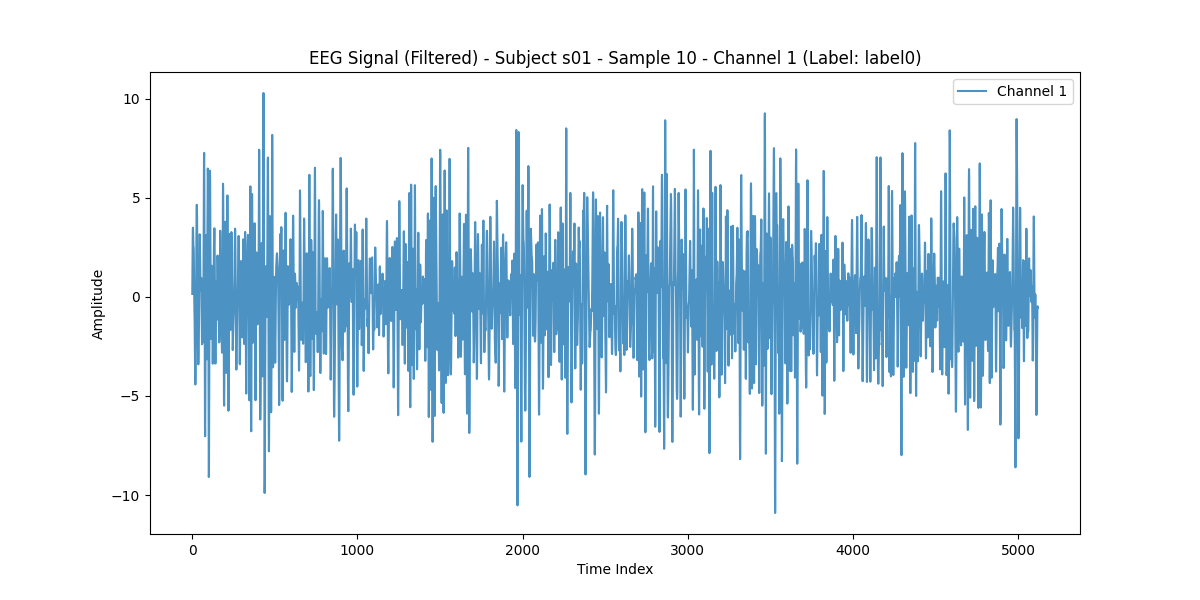 EEG Signal (Filtered) - Subject s01 - Sample 10 - Channel 1 (Label: label0)
Channel 1
10
5
0
−5
−10
Amplitude
0 1000 2000 3000 4000 5000
Time Index